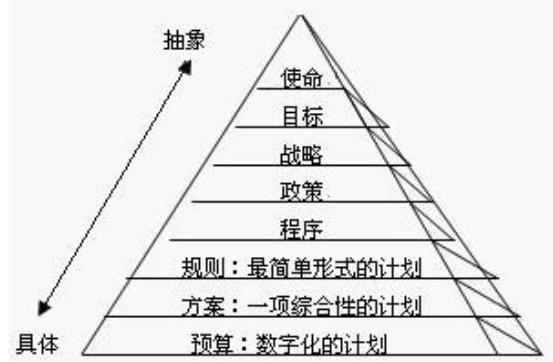 抽象
使命
目标
战略
政策
程序
规则：最简单形式的计划
方案：一项综合性的计划
具体
预算：数字化的计划